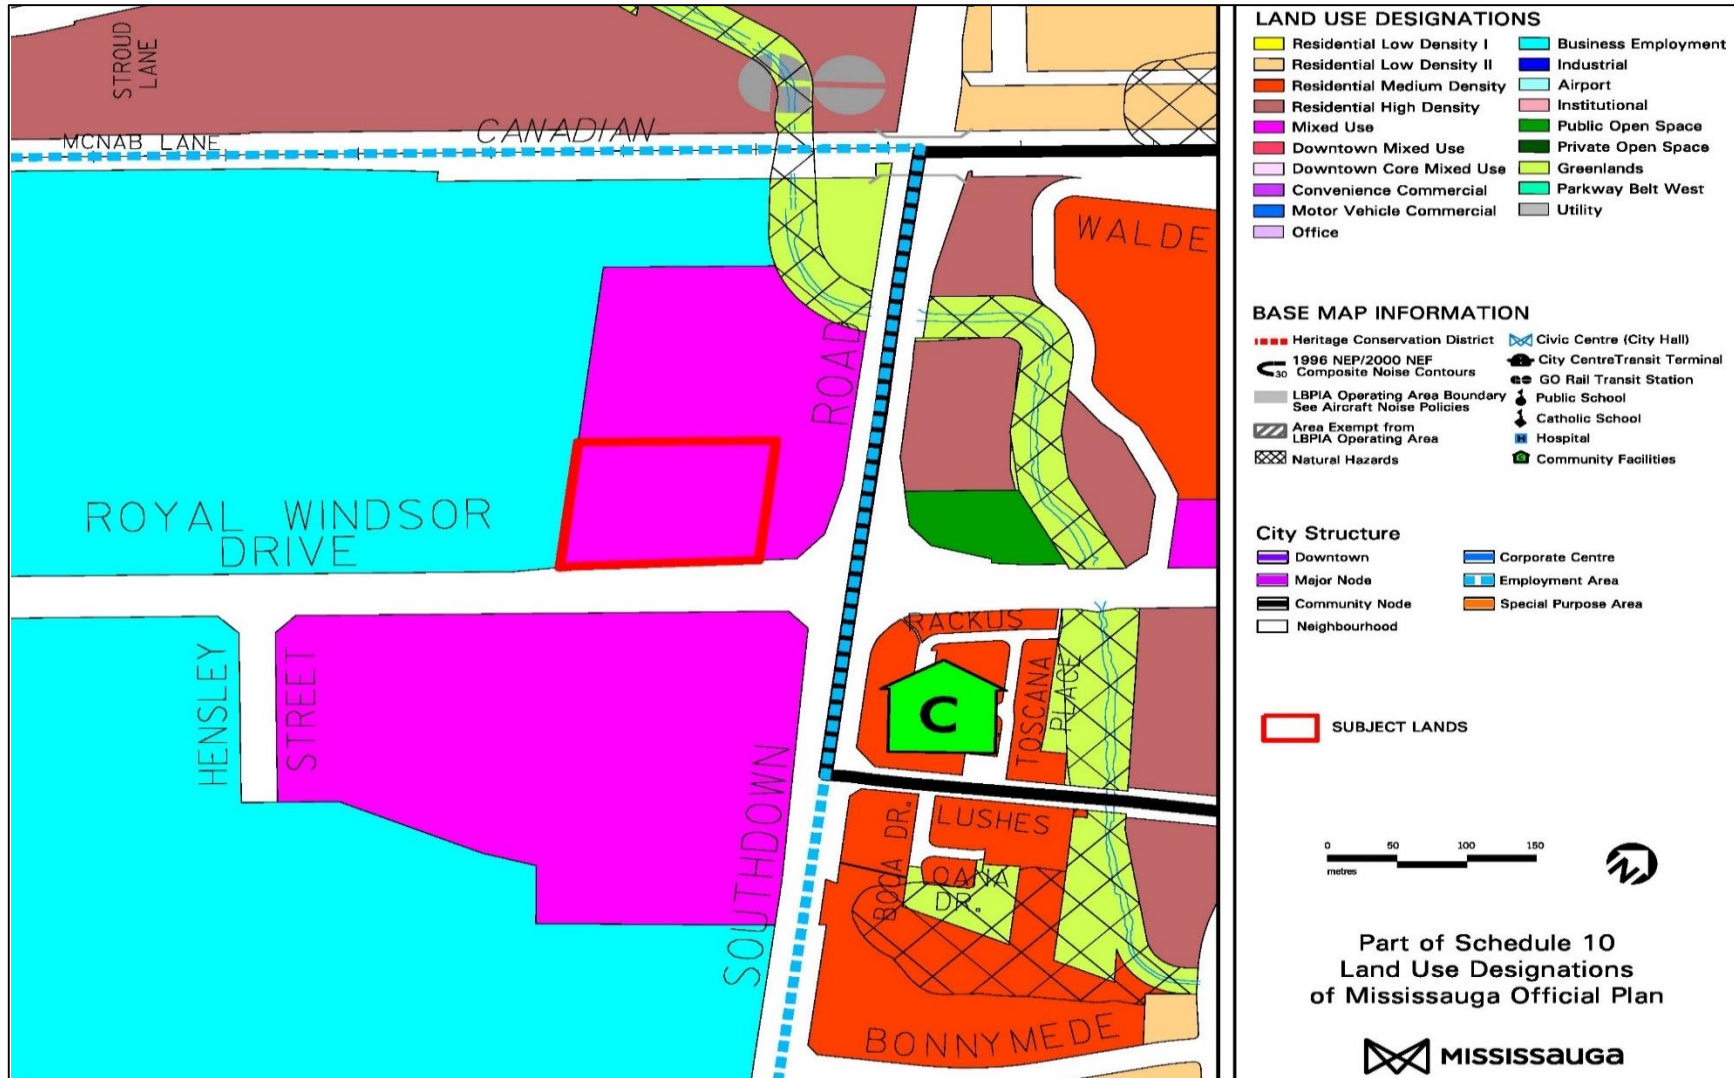 STROUD
LANE
MCNAB LANE
CANADIAN
WALDE
ROAD
ROYAL WINDSOR
DRIVE
HENSLEY
STREET
SOUTHDOWN
RACKUS
TOSCANA
PLACE
C
BOCA DR.
LUSHES
OANA
DR.
BONNYMEDE
LAND USE DESIGNATIONS
Residential Low Density I
Residential Low Density II
Residential Medium Density
Residential High Density
Mixed Use
Downtown Mixed Use
Downtown Core Mixed Use
Convenience Commercial
Motor Vehicle Commercial
Office
Business Employment
Industrial
Airport
Institutional
Public Open Space
Private Open Space
Greenlands
Parkway Belt West
Utility
BASE MAP INFORMATION
Heritage Conservation District
30
1996 NEP/2000 NEF
Composite Noise Contours
LBPIA Operating Area Boundary
See Aircraft Noise Policies
Area Exempt from
LBPIA Operating Area
Natural Hazards
Civic Centre (City Hall)
City CentreTransit Terminal
GO Rail Transit Station
Public School
Catholic School
H Hospital
C Community Facilities
City Structure
Downtown
Major Node
Community Node
Neighbourhood
Corporate Centre
Employment Area
Special Purpose Area
SUBJECT LANDS
0 50 100 150
metres
N
Part of Schedule 10
Land Use Designations
of Mississauga Official Plan
MISSISSAUGA